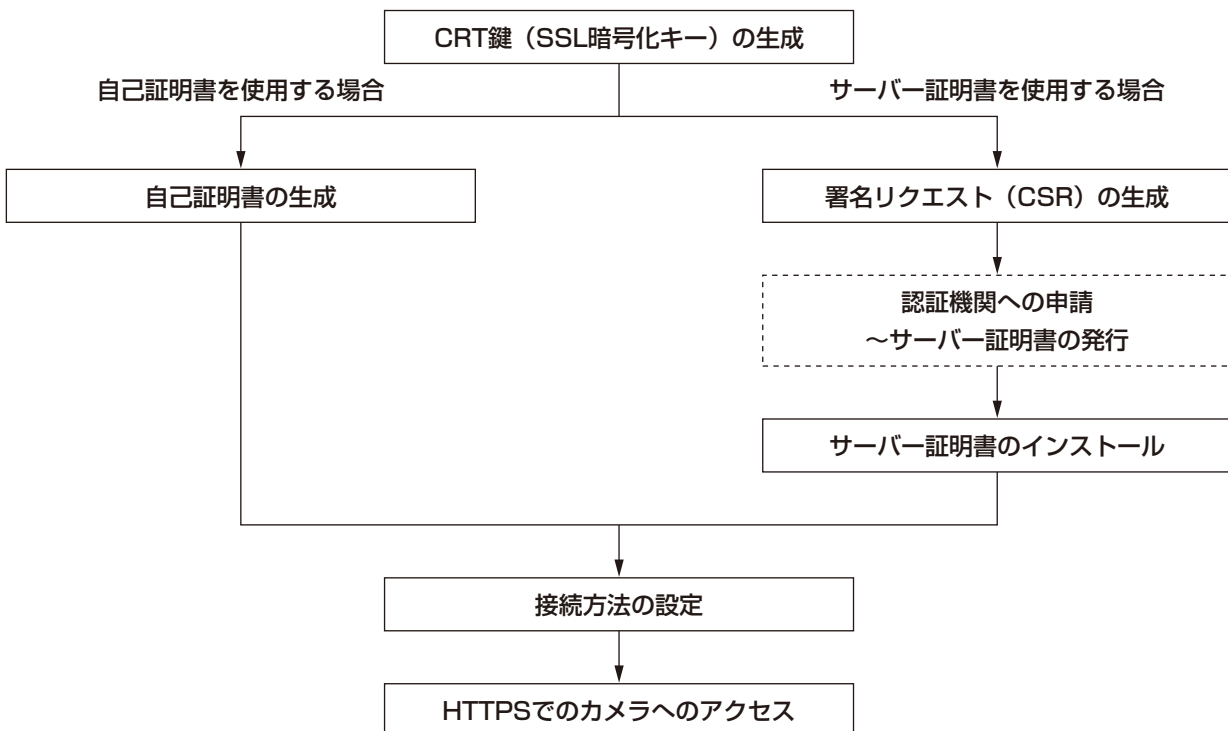 CRT鍵（SSL暗号化キー）の生成
自己証明書を使用する場合
サーバー証明書を使用する場合
自己証明書の生成
署名リクエスト（CSR）の生成
認証機関への申請
～サーバー証明書の発行
サーバー証明書のインストール
接続方法の設定
HTTPSでのカメラへのアクセス